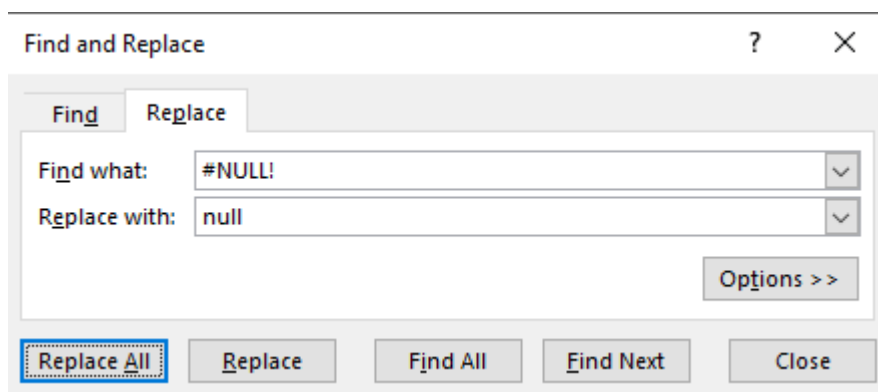 Find and Replace ?
Find Replace
Find what: #NULL!
Replace with: null
Options >>
Replace All Replace Find All Find Next Close